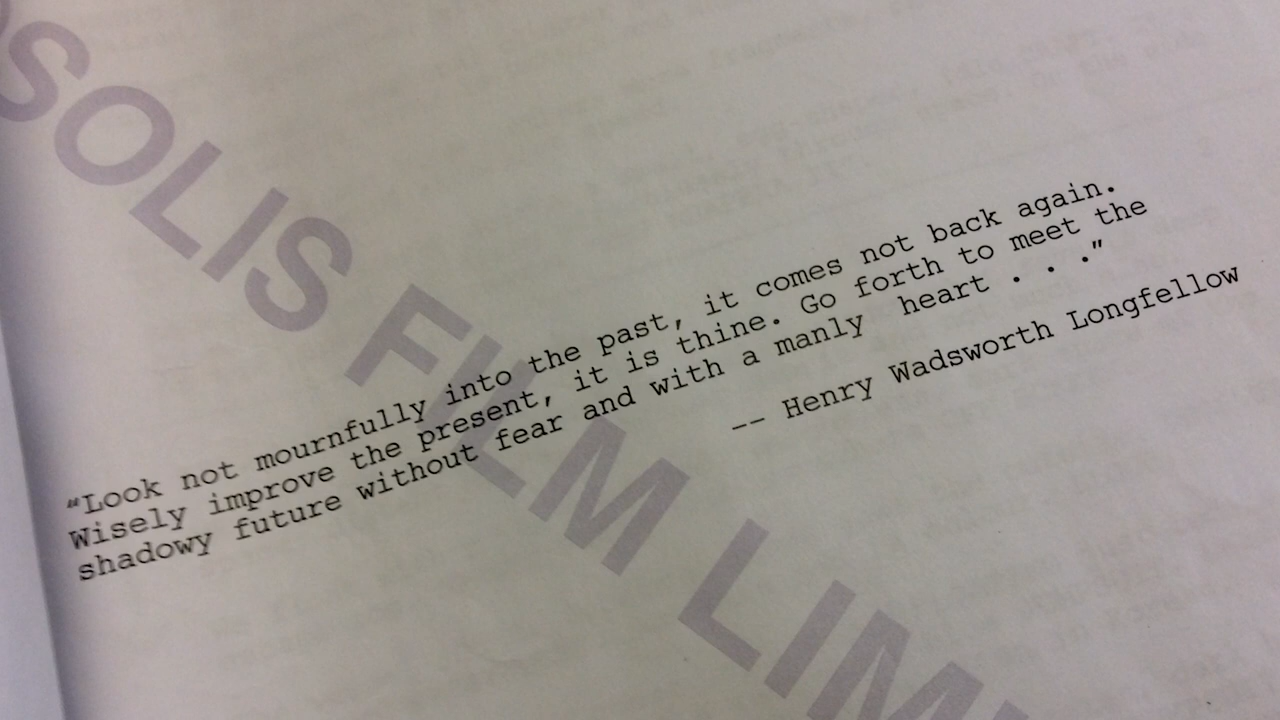 SOLIS FILM LIM
“Look not mournfully into the past, it comes not back again.
Wisely improve the present, it is thine. Go forth to meet the
shadowy future without fear and with a manly  heart . . .”
-- Henry Wadsworth Longfellow